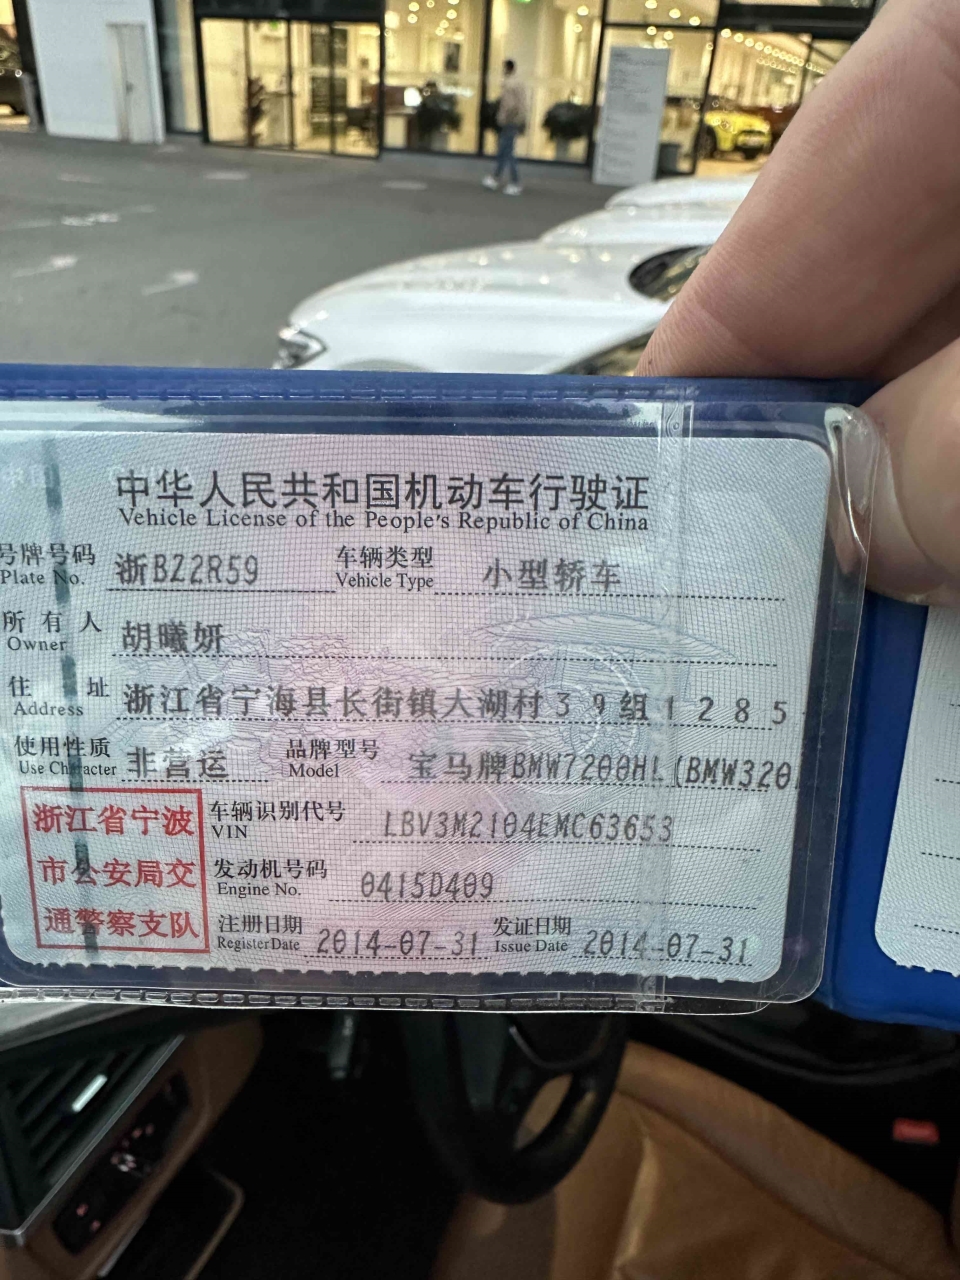 中华人民共和国机动车行驶证
Vehicle License of the People's Republic of China
号牌号码 浙BZ2R59 车辆类型 小型轿车
Plate No. Vehicle Type
所有人 胡曦妍
Owner
住址 浙江省宁海县长街镇大湖村39组1285
Address
使用性质 非营运 品牌型号 宝马牌BMW7200HL(BMW320
Use Character Model
浙江省宁波
市公安局交
通警察支队
车辆识别代号 LBV3M2104EMC63653
VIN
发动机号码 0415D409
Engine No.
注册日期 2014-07-31 发证日期 2014-07-31
Register Date Issue Date